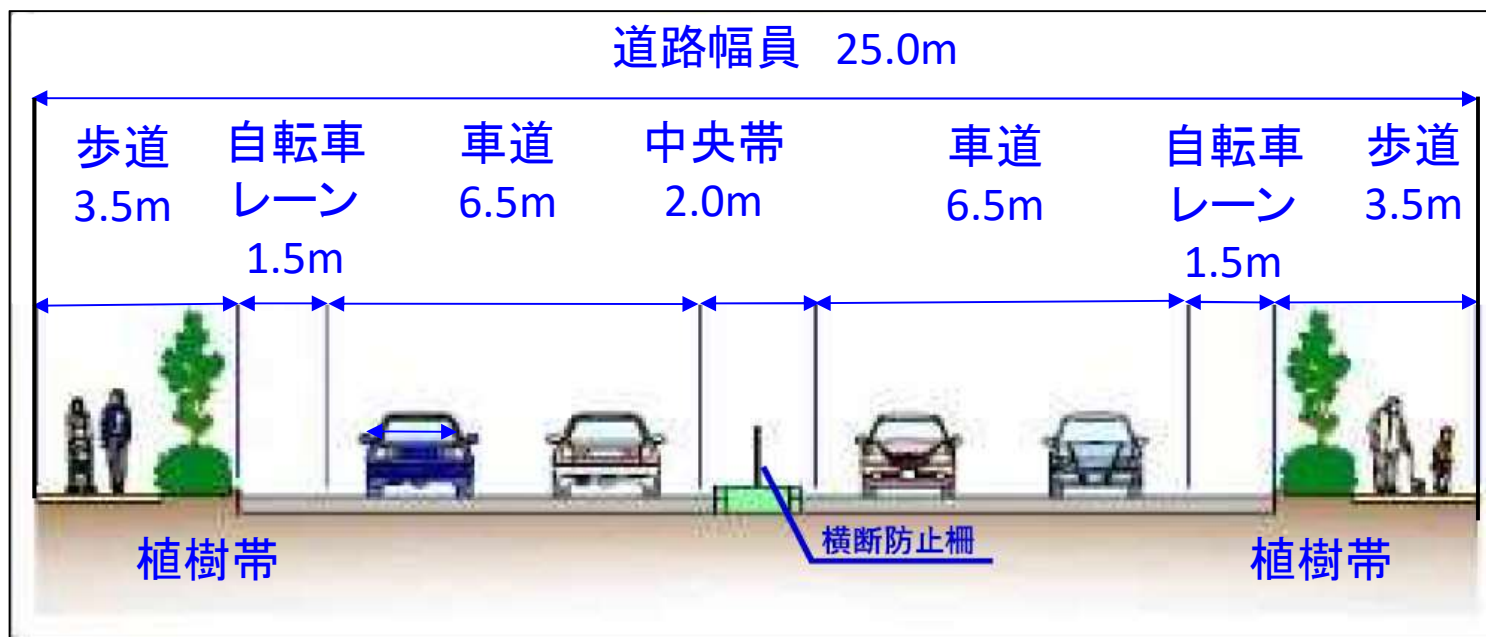 道路幅員 25.0m
歩道
3.5m
自転車
レーン
1.5m
車道
6.5m
中央帯
2.0m
車道
6.5m
自転車
レーン
1.5m
歩道
3.5m
横断防止柵
植樹帯
植樹帯